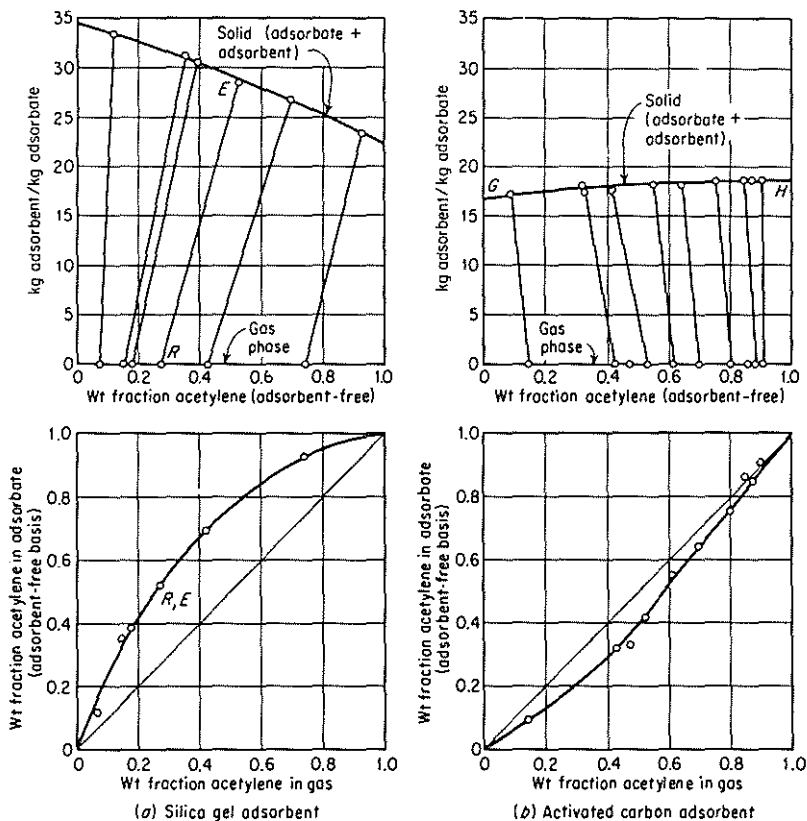 35
30
25
20
15
10
5
0
kg adsorbent/kg adsorbate
Solid (adsorbate +
adsorbent)
E
R
Gas
phase
0 0.2 0.4 0.6 0.8 1.0
Wt fraction acetylene (adsorbent-free)
35
30
25
20
15
10
5
0
kg adsorbent/kg adsorbate
Solid
(adsorbate +
adsorbent)
G
H
Gas
phase
0 0.2 0.4 0.6 0.8 1.0
Wt fraction acetylene (adsorbent-free)
1.0
0.8
0.6
0.4
0.2
0
Wt fraction acetylene in adsorbate
(adsorbent-free basis)
R,E
0 0.2 0.4 0.6 0.8 1.0
Wt fraction acetylene in gas
(a) Silica gel adsorbent
1.0
0.8
0.6
0.4
0.2
0
Wt fraction acetylene in adsorbate
(adsorbent-free basis)
0 0.2 0.4 0.6 0.8 1.0
Wt fraction acetylene in gas
(b) Activated carbon adsorbent